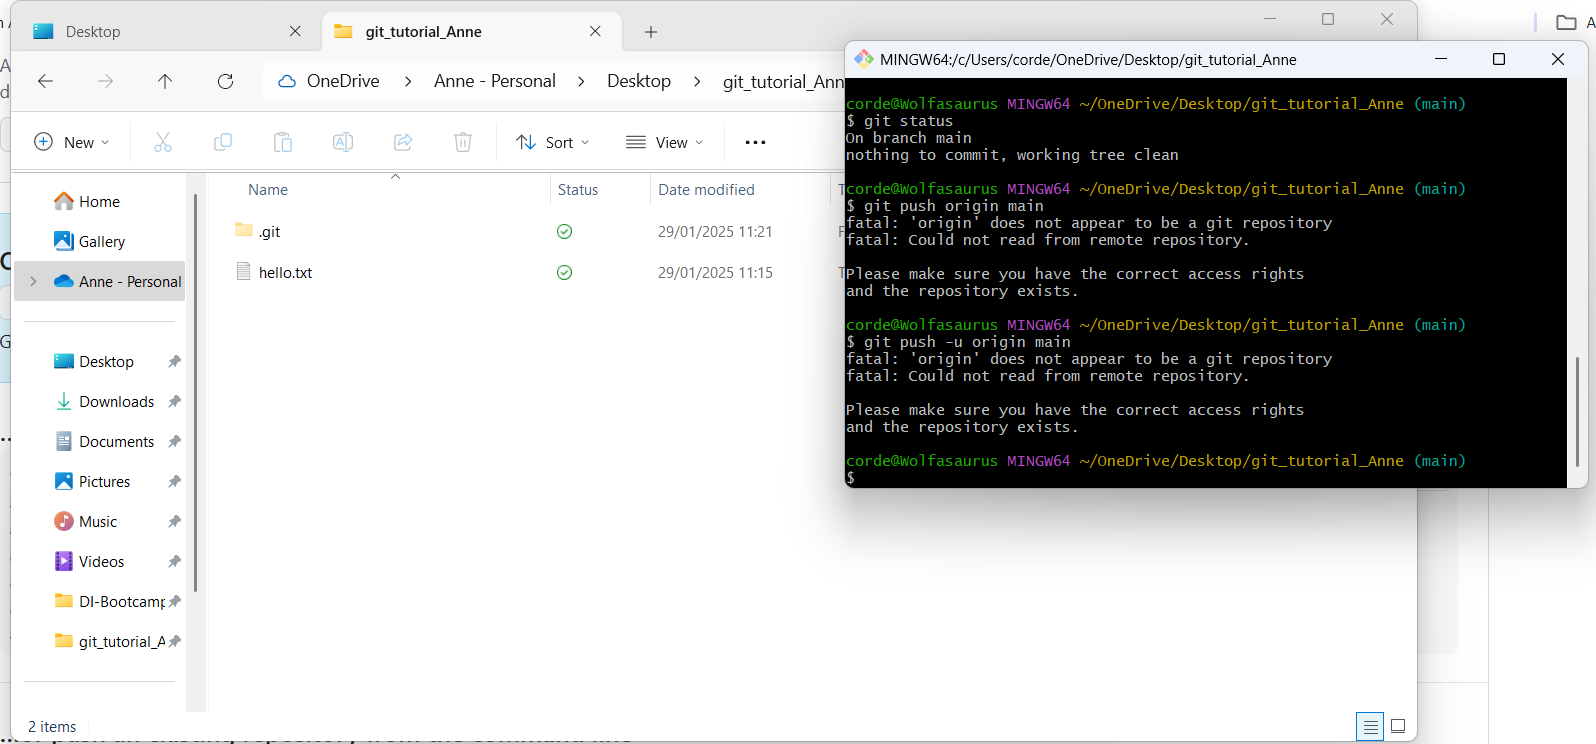 Desktop
git_tutorial_Anne
OneDrive > Anne - Personal > Desktop > git_tutorial_Ann
New
Sort
View
Name
Status
Date modified
Home
Gallery
Anne - Personal
Desktop
Downloads
Documents
Pictures
Music
Videos
DI-Bootcamp
git_tutorial_A
.git
29/01/2025 11:21
hello.txt
29/01/2025 11:15
2 items
MINGW64:/c/Users/corde/OneDrive/Desktop/git_tutorial_Anne
corde@Wolfasaurus MINGW64 ~/OneDrive/Desktop/git_tutorial_Anne (main)
$ git status
On branch main
nothing to commit, working tree clean
corde@Wolfasaurus MINGW64 ~/OneDrive/Desktop/git_tutorial_Anne (main)
$ git push origin main
fatal: 'origin' does not appear to be a git repository
fatal: Could not read from remote repository.
Please make sure you have the correct access rights
and the repository exists.
corde@Wolfasaurus MINGW64 ~/OneDrive/Desktop/git_tutorial_Anne (main)
$ git push -u origin main
fatal: 'origin' does not appear to be a git repository
fatal: Could not read from remote repository.
Please make sure you have the correct access rights
and the repository exists.
corde@Wolfasaurus MINGW64 ~/OneDrive/Desktop/git_tutorial_Anne (main)
$